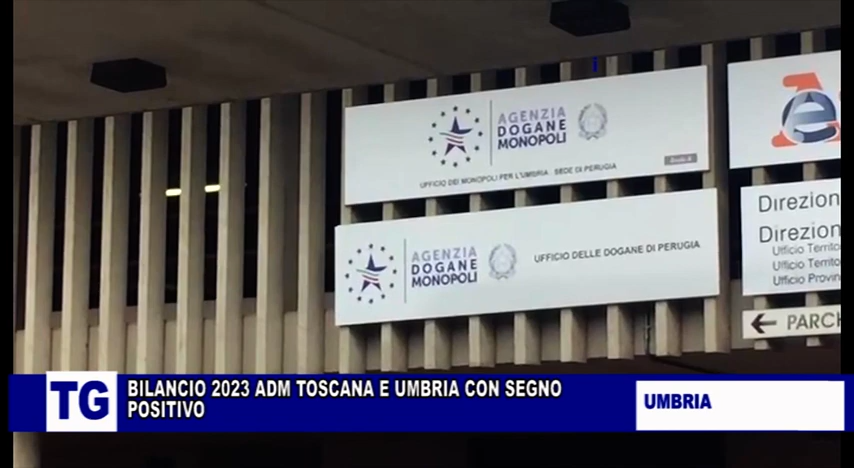 AGENZIA
DOGANE
MONOPOLI
UFFICIO DEI MONOPOLI PER L'UMBRIA - SEDE DI PERUGIA
AGENZIA
DOGANE
MONOPOLI
UFFICIO DELLE DOGANE DI PERUGIA
Direzion
Direzion
Ufficio Territo
Ufficio Territo
Ufficio Provin
PARCH
TG
BILANCIO 2023 ADM TOSCANA E UMBRIA CON SEGNO
POSITIVO
UMBRIA